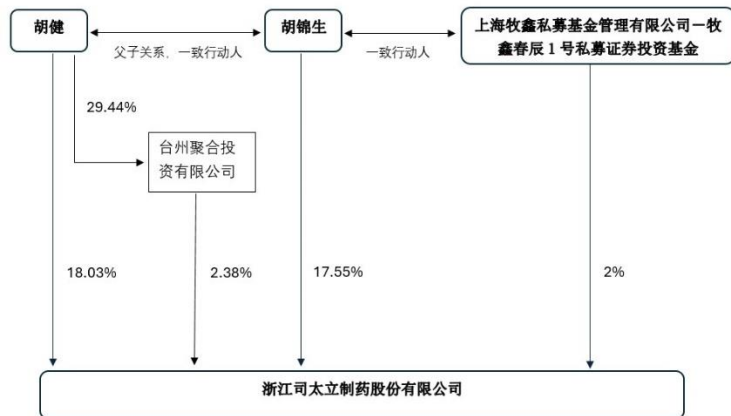 胡健
父子关系、一致行动人
胡锦生
一致行动人
上海牧鑫私募基金管理有限公司－牧
鑫春辰 1 号私募证券投资基金
29.44%
台州聚合投
资有限公司
18.03%
2.38%
17.55%
2%
浙江司太立制药股份有限公司